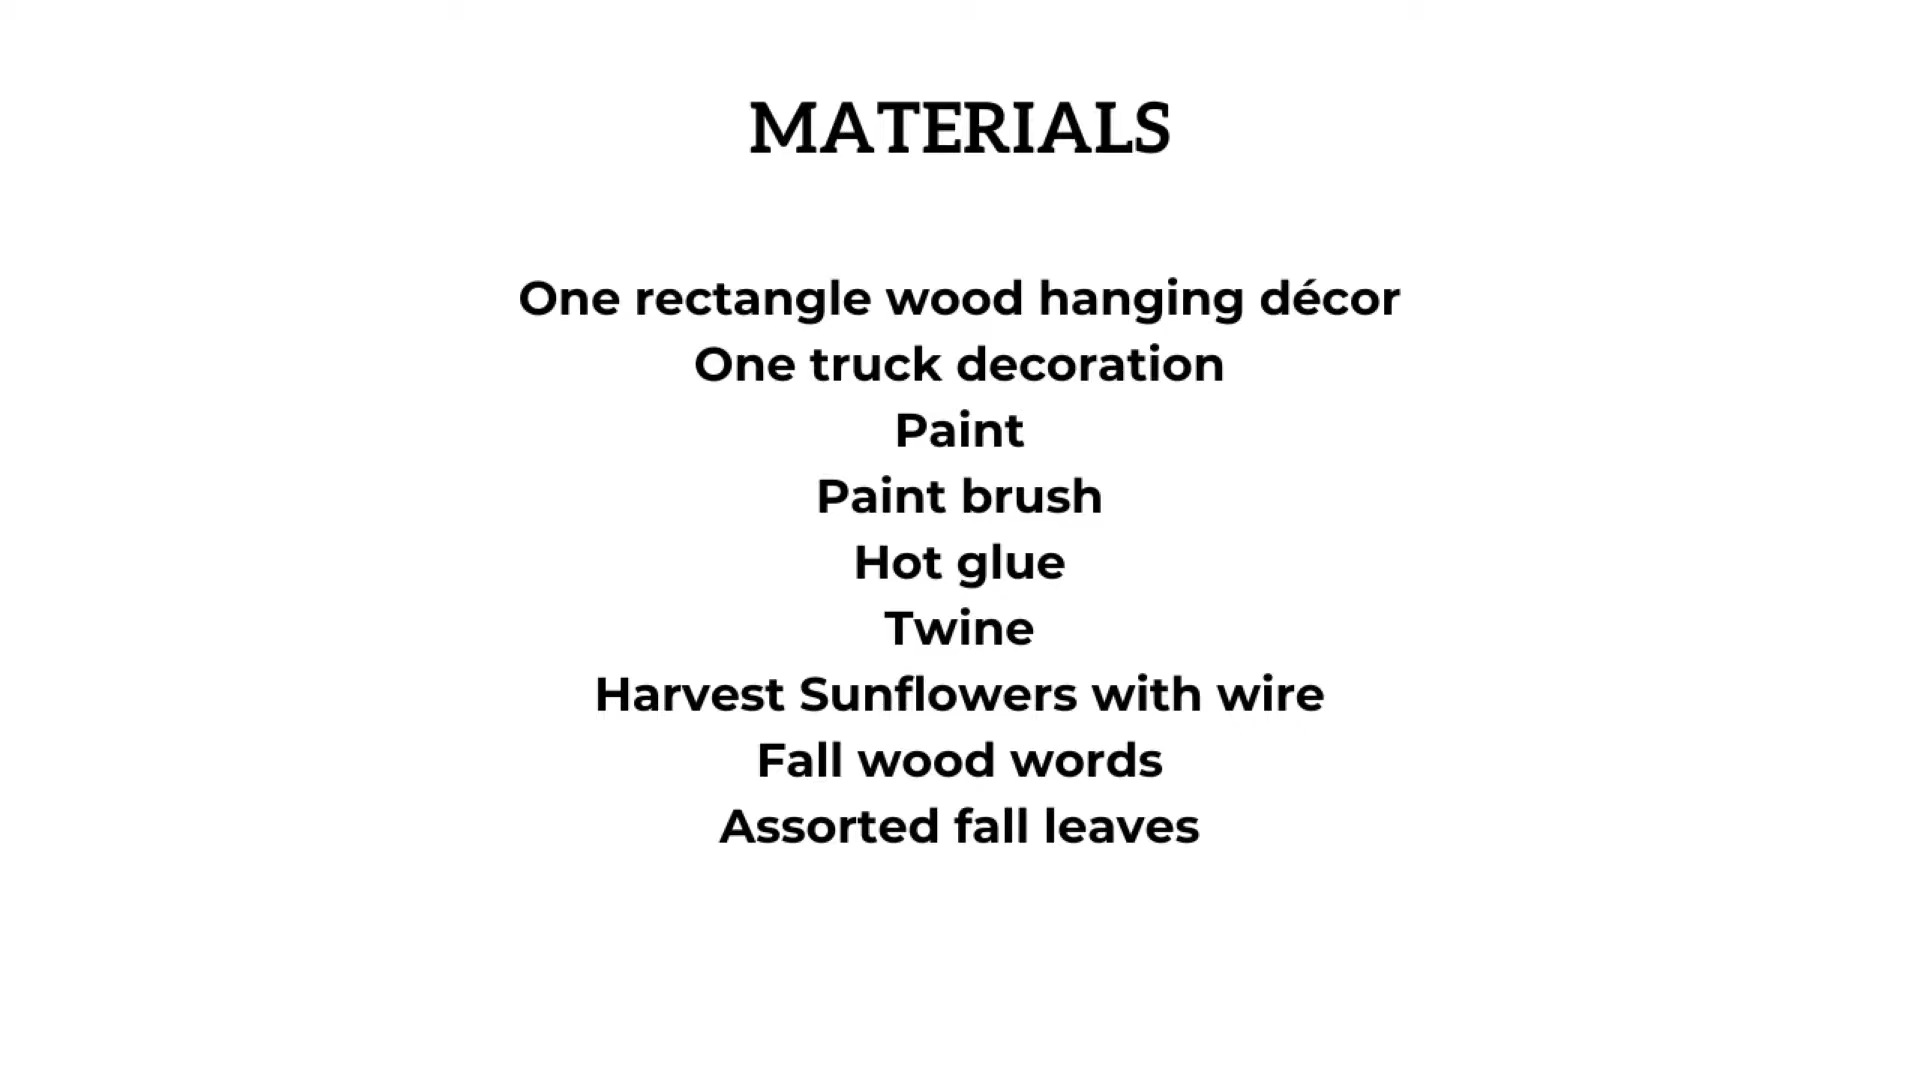 MATERIALS
One rectangle wood hanging décor
One truck decoration
Paint
Paint brush
Hot glue
Twine
Harvest Sunflowers with wire
Fall wood words
Assorted fall leaves